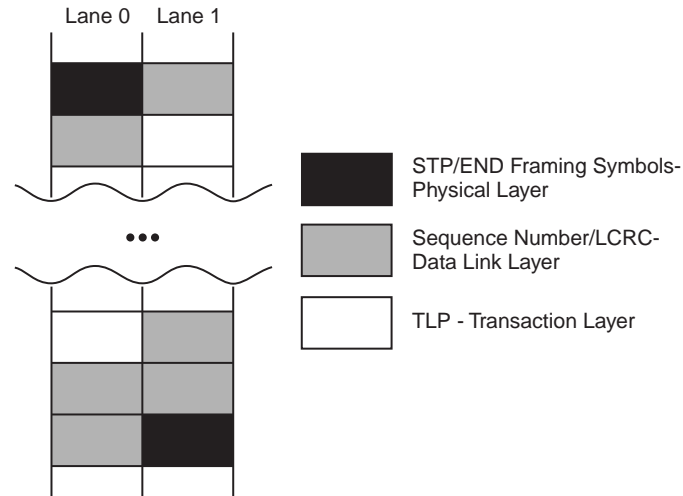 Lane 0 Lane 1
STP/END Framing Symbols-
Physical Layer
Sequence Number/LCRC-
Data Link Layer
TLP - Transaction Layer